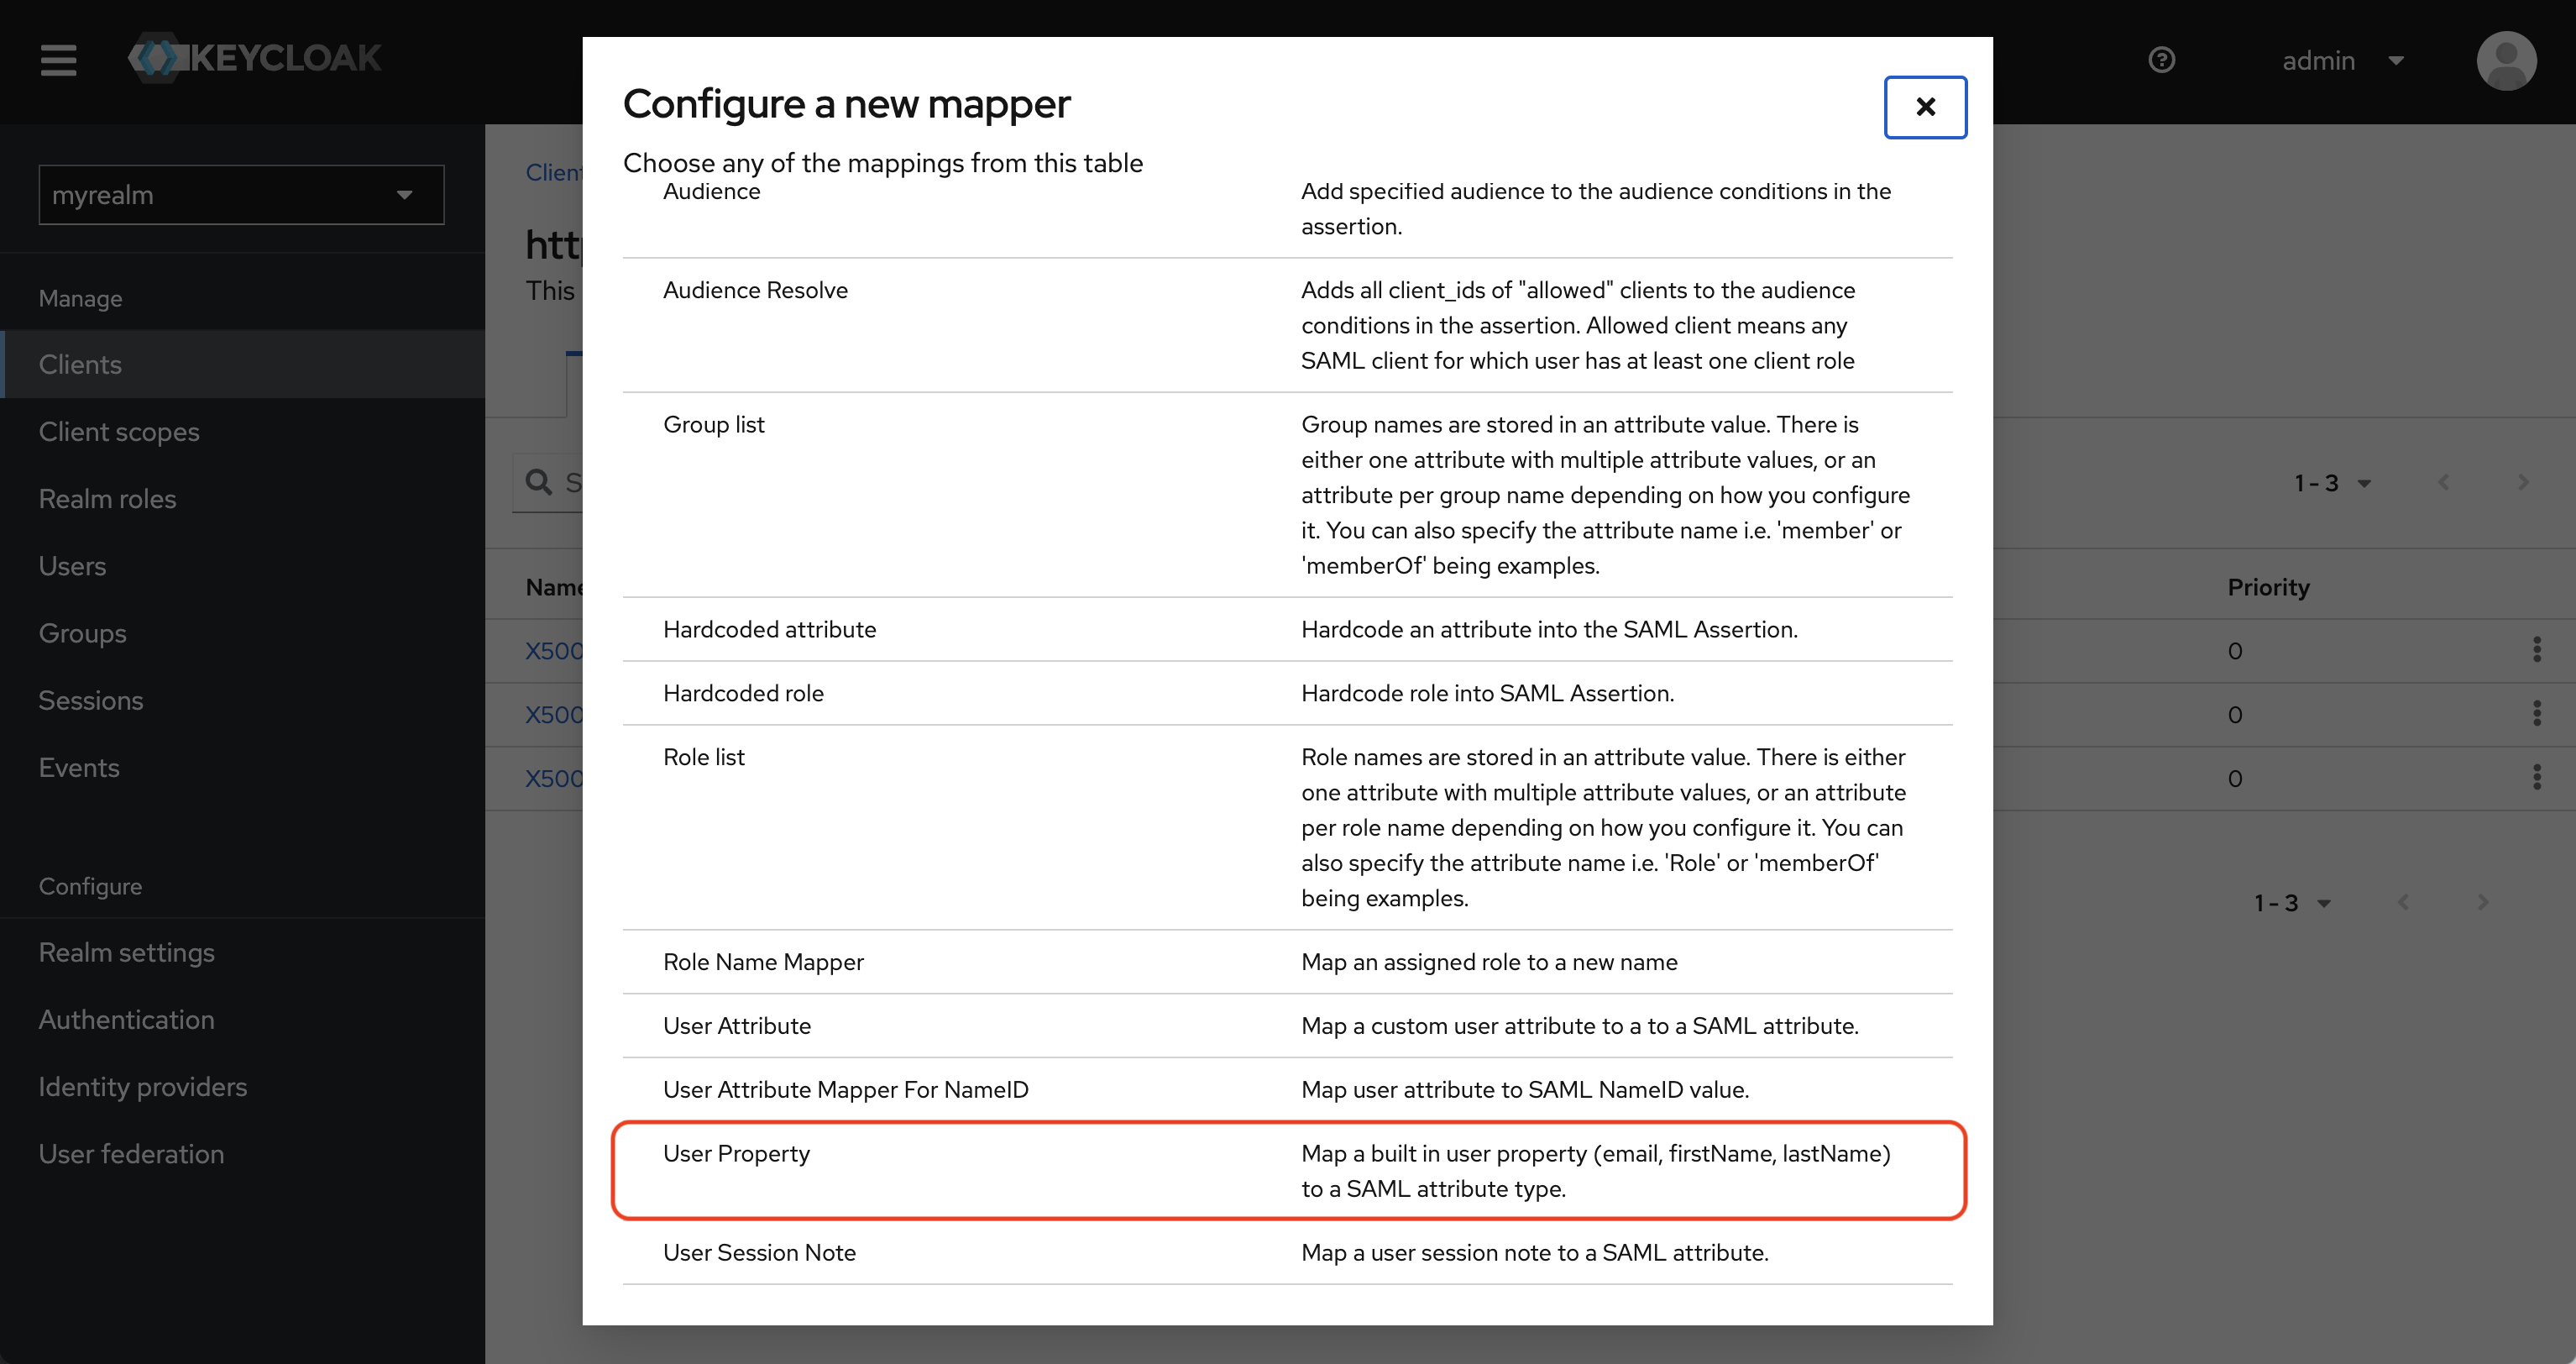 KEYCLOAK
admin
myrealm
Manage
Clients
Client scopes
Realm roles
Users
Groups
Sessions
Events
Configure
Realm settings
Authentication
Identity providers
User federation
Client
This
Name
Priority
X500
0
X500
0
X500
0
1 - 3
1 - 3
Configure a new mapper
Choose any of the mappings from this table
Audience
Add specified audience to the audience conditions in the
assertion.
Audience Resolve
Adds all client_ids of "allowed" clients to the audience
conditions in the assertion. Allowed client means any
SAML client for which user has at least one client role
Group list
Group names are stored in an attribute value. There is
either one attribute with multiple attribute values, or an
attribute per group name depending on how you configure
it. You can also specify the attribute name i.e. 'member' or
'memberOf' being examples.
Hardcoded attribute
Hardcode an attribute into the SAML Assertion.
Hardcoded role
Hardcode role into SAML Assertion.
Role list
Role names are stored in an attribute value. There is either
one attribute with multiple attribute values, or an attribute
per role name depending on how you configure it. You can
also specify the attribute name i.e. 'Role' or 'memberOf'
being examples.
Role Name Mapper
Map an assigned role to a new name
User Attribute
Map a custom user attribute to a to a SAML attribute.
User Attribute Mapper For NameID
Map user attribute to SAML NameID value.
User Property
Map a built in user property (email, firstName, lastName)
to a SAML attribute type.
User Session Note
Map a user session note to a SAML attribute.